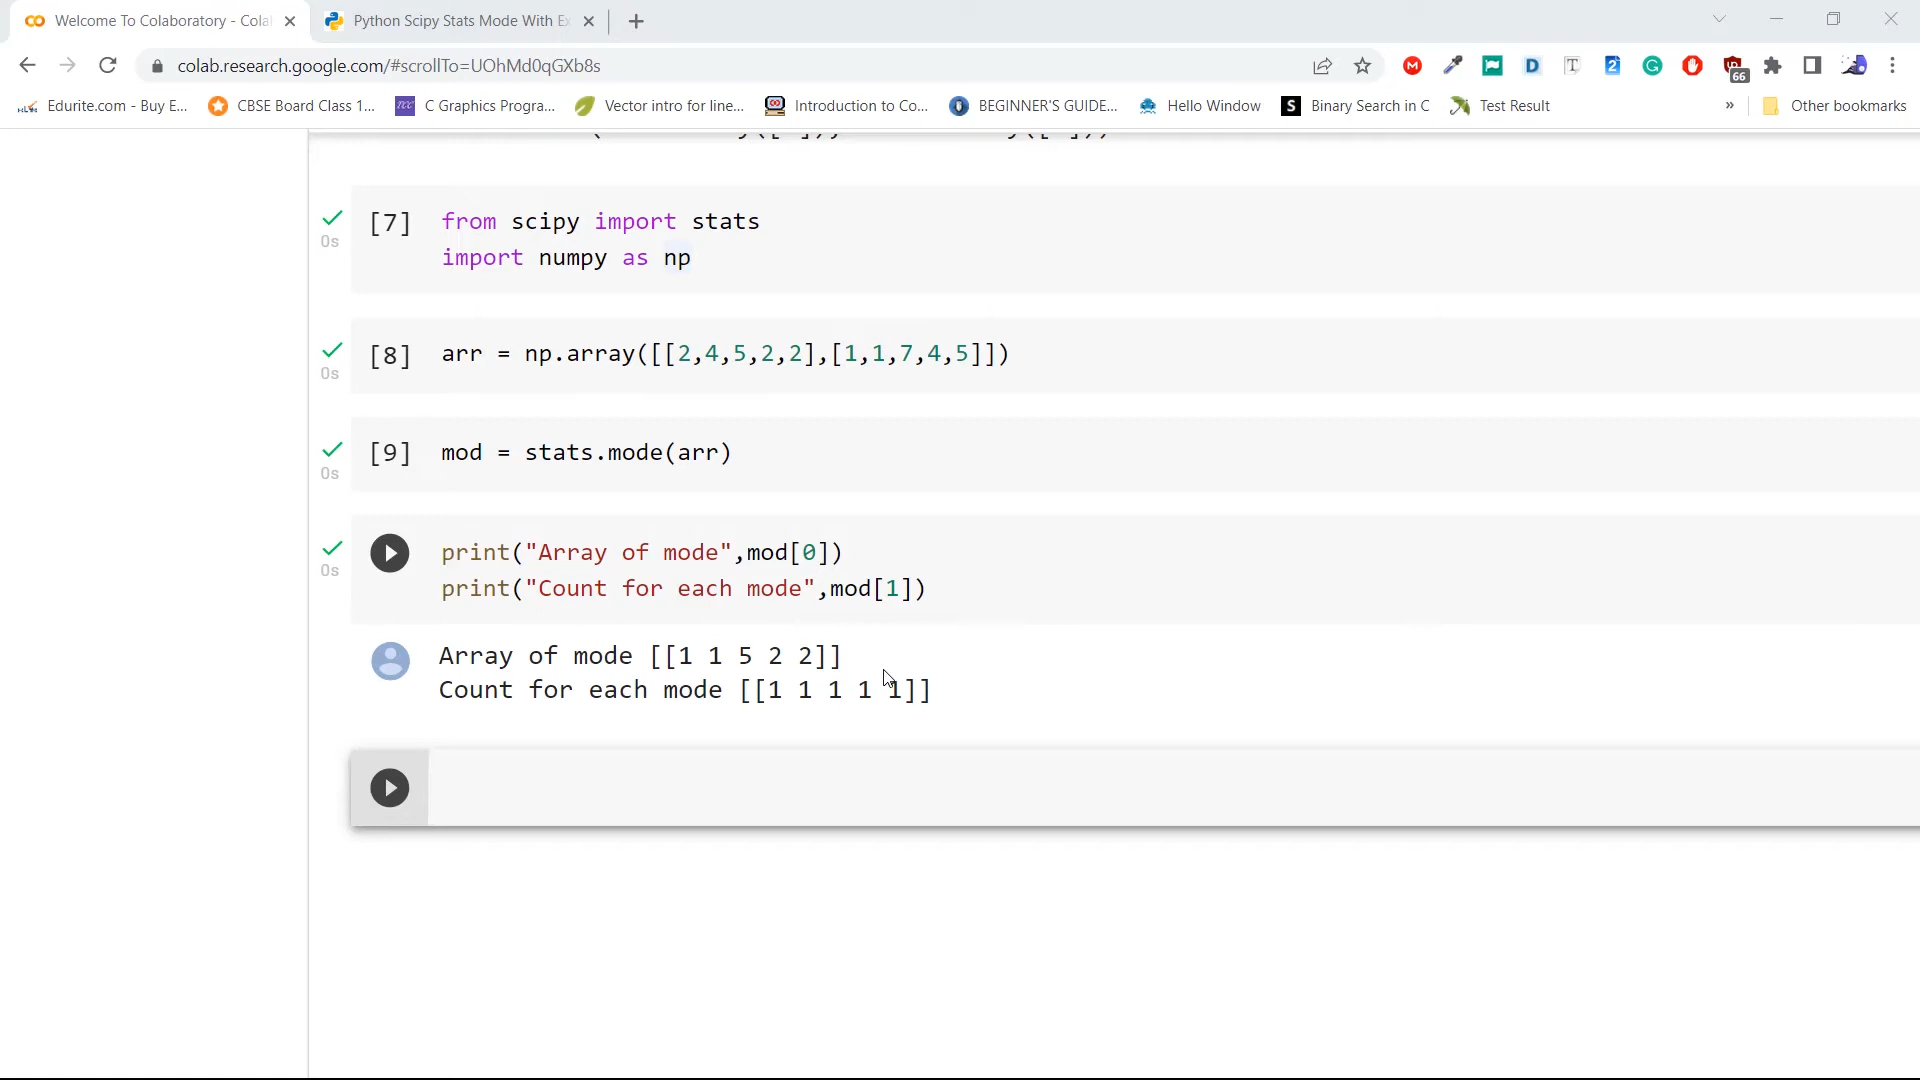 Welcome To Colaboratory - Cola
Python Scipy Stats Mode With Ex
colab.research.google.com/#scrollTo=UOhMd0qGXb8s
66
Edurite.com - Buy E...
CBSE Board Class 1...
C Graphics Progra...
Vector intro for line...
Introduction to Co...
BEGINNER'S GUIDE...
Hello Window
Binary Search in C
Test Result
»
Other bookmarks
[7] from scipy import stats
0s
import numpy as np
[8] arr = np.array([[2,4,5,2,2],[1,1,7,4,5]])
0s
[9] mod = stats.mode(arr)
0s
print("Array of mode",mod[0])
0s
print("Count for each mode",mod[1])
Array of mode [[1 1 5 2 2]]
Count for each mode [[1 1 1 1 1]]